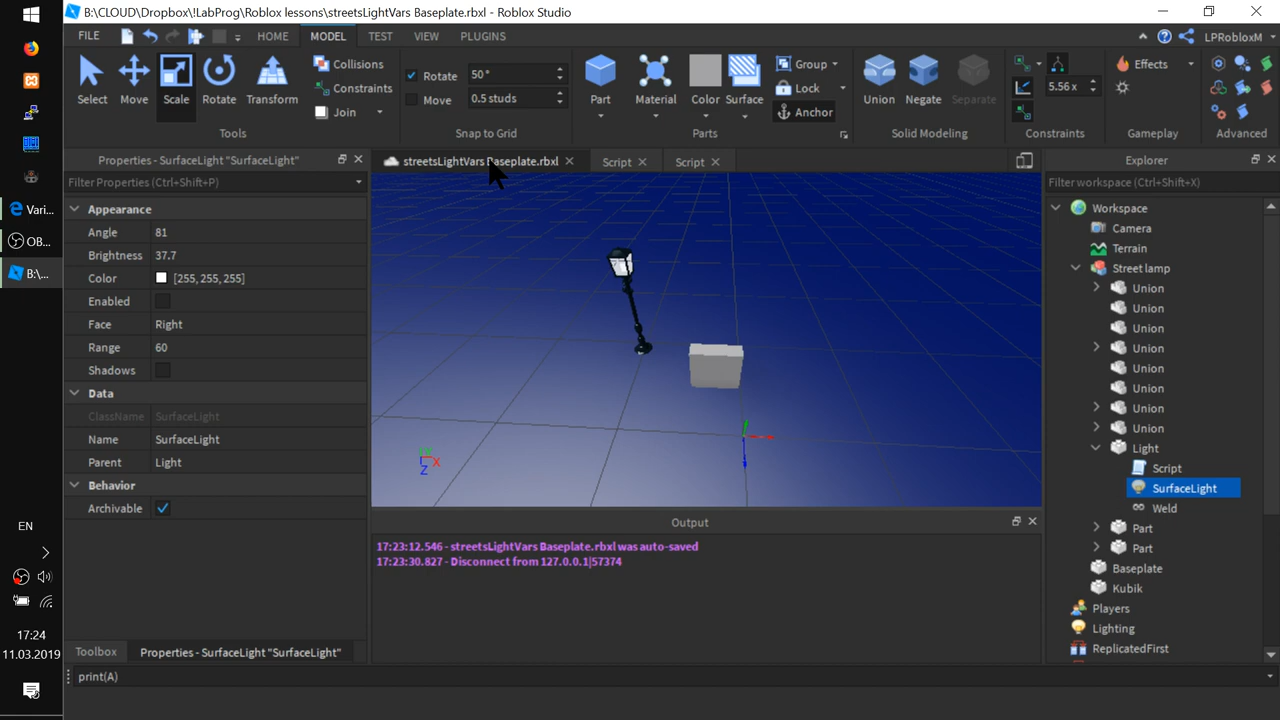 B:\CLOUD\Dropbox\!LabProg\Roblox lessons\streetsLightVars Baseplate.rbxl - Roblox Studio
FILE HOME MODEL TEST VIEW PLUGINS LPRobloxM
Select Move Scale Rotate Transform
Collisions
Constraints
Join
Tools
Rotate 50°
Move 0.5 studs
Snap to Grid
Part Material Color Surface
Group
Lock
Anchor
Parts
Union Negate Separate
Solid Modeling
5.56x
Constraints
Effects
Gameplay
Advanced
Properties - SurfaceLight "SurfaceLight"
Filter Properties (Ctrl+Shift+P)
Appearance
Angle 81
Brightness 37.7
Color [255, 255, 255]
Enabled
Face Right
Range 60
Shadows
Data
ClassName SurfaceLight
Name SurfaceLight
Parent Light
Behavior
Archivable
Toolbox Properties - SurfaceLight "SurfaceLight"
streetsLightVars Baseplate.rbxl Script Script
Y
X
Z
Output
17:23:12.546 - streetsLightVars Baseplate.rbxl was auto-saved
17:23:30.827 - Disconnect from 127.0.0.1|57374
Explorer
Filter workspace (Ctrl+Shift+X)
Workspace
Camera
Terrain
Street lamp
Union
Union
Union
Union
Union
Union
Union
Union
Light
Script
SurfaceLight
Weld
Part
Part
Baseplate
Kubik
Players
Lighting
ReplicatedFirst
print(A)
Vari...
OB...
B:\...
EN
17:24
11.03.2019